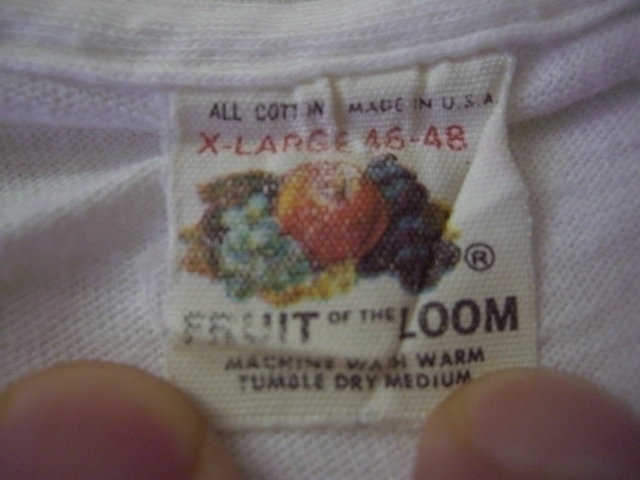 ALL COTTON MADE IN U.S.A
X-LARGE 46-48
®
FRUIT OF THE LOOM
MACHINE WASH WARM
TUMBLE DRY MEDIUM